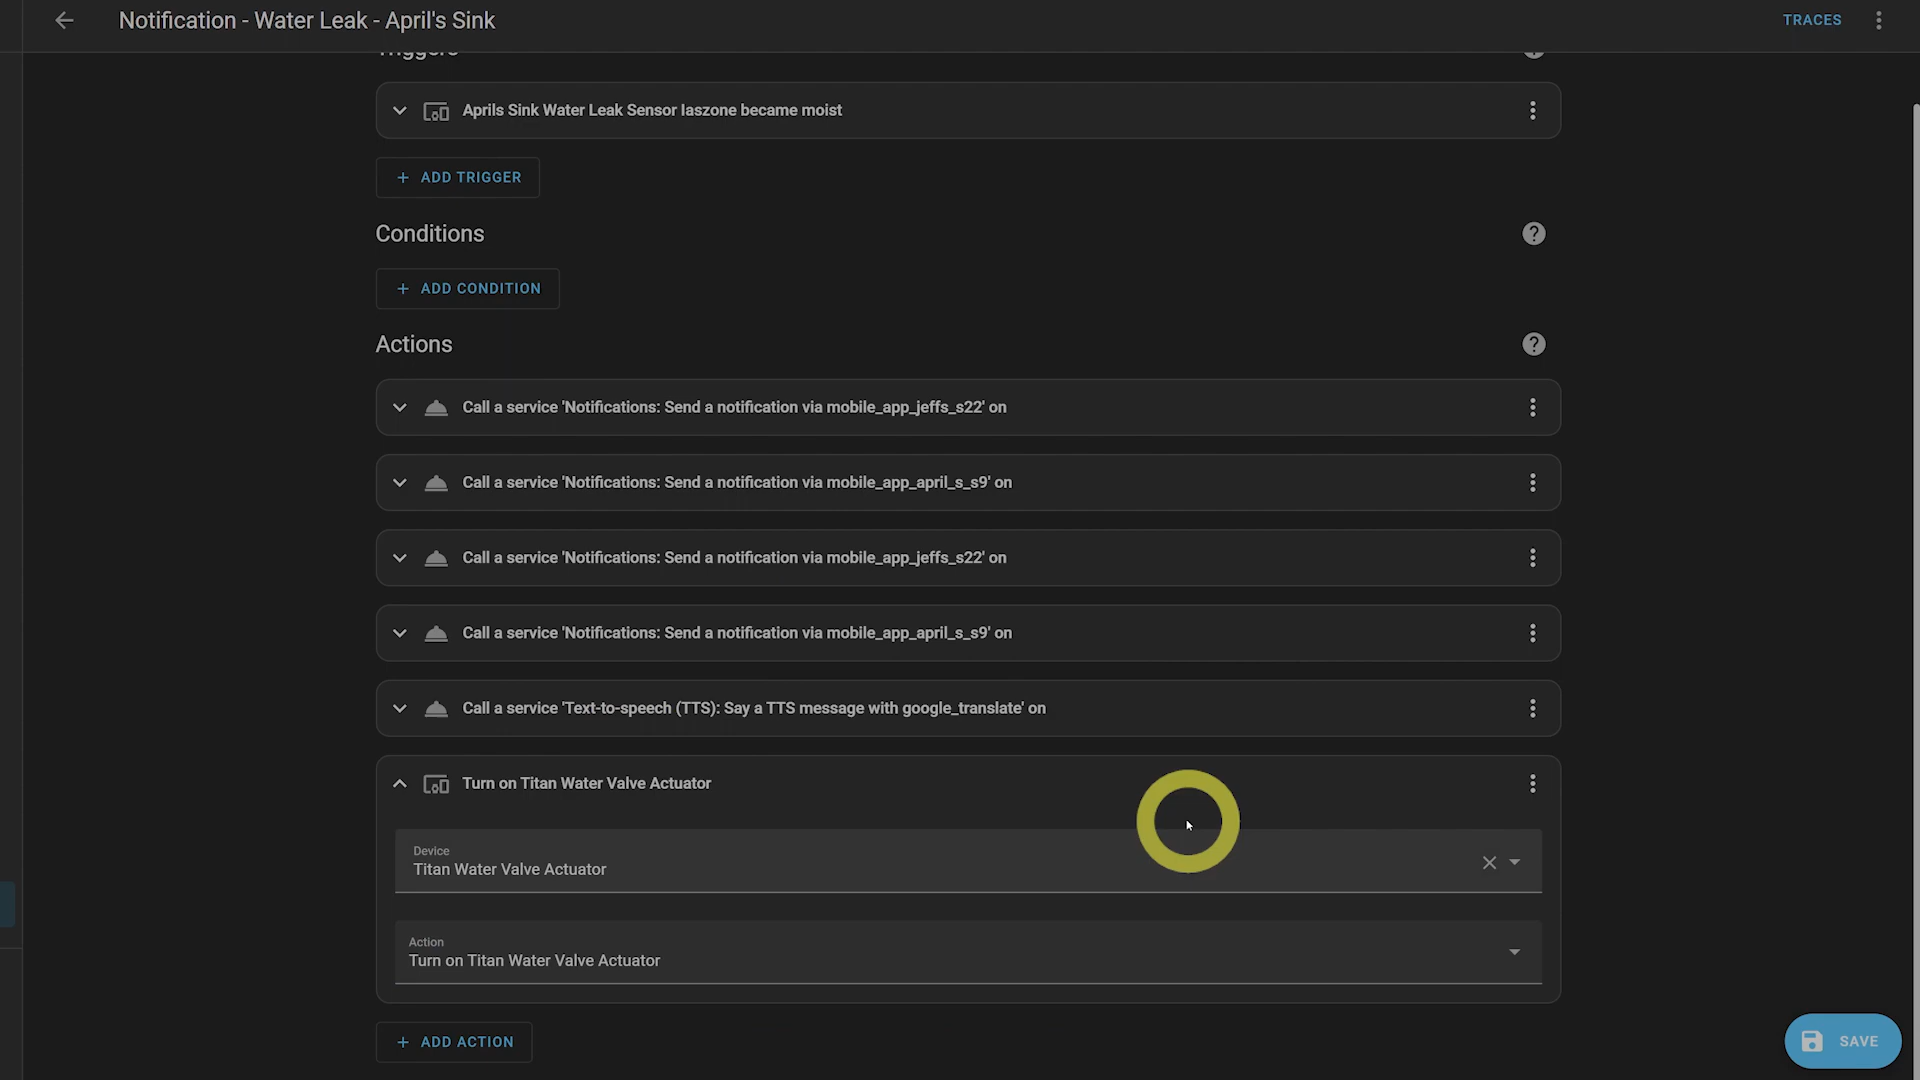 Notification - Water Leak - April's Sink
TRACES
Triggers
Aprils Sink Water Leak Sensor Iaszone became moist
ADD TRIGGER
Conditions
ADD CONDITION
Actions
Call a service 'Notifications: Send a notification via mobile_app_jeffs_s22' on
Call a service 'Notifications: Send a notification via mobile_app_april_s_s9' on
Call a service 'Notifications: Send a notification via mobile_app_jeffs_s22' on
Call a service 'Notifications: Send a notification via mobile_app_april_s_s9' on
Call a service 'Text-to-speech (TTS): Say a TTS message with google_translate' on
Turn on Titan Water Valve Actuator
Device
Titan Water Valve Actuator
Action
Turn on Titan Water Valve Actuator
ADD ACTION
SAVE